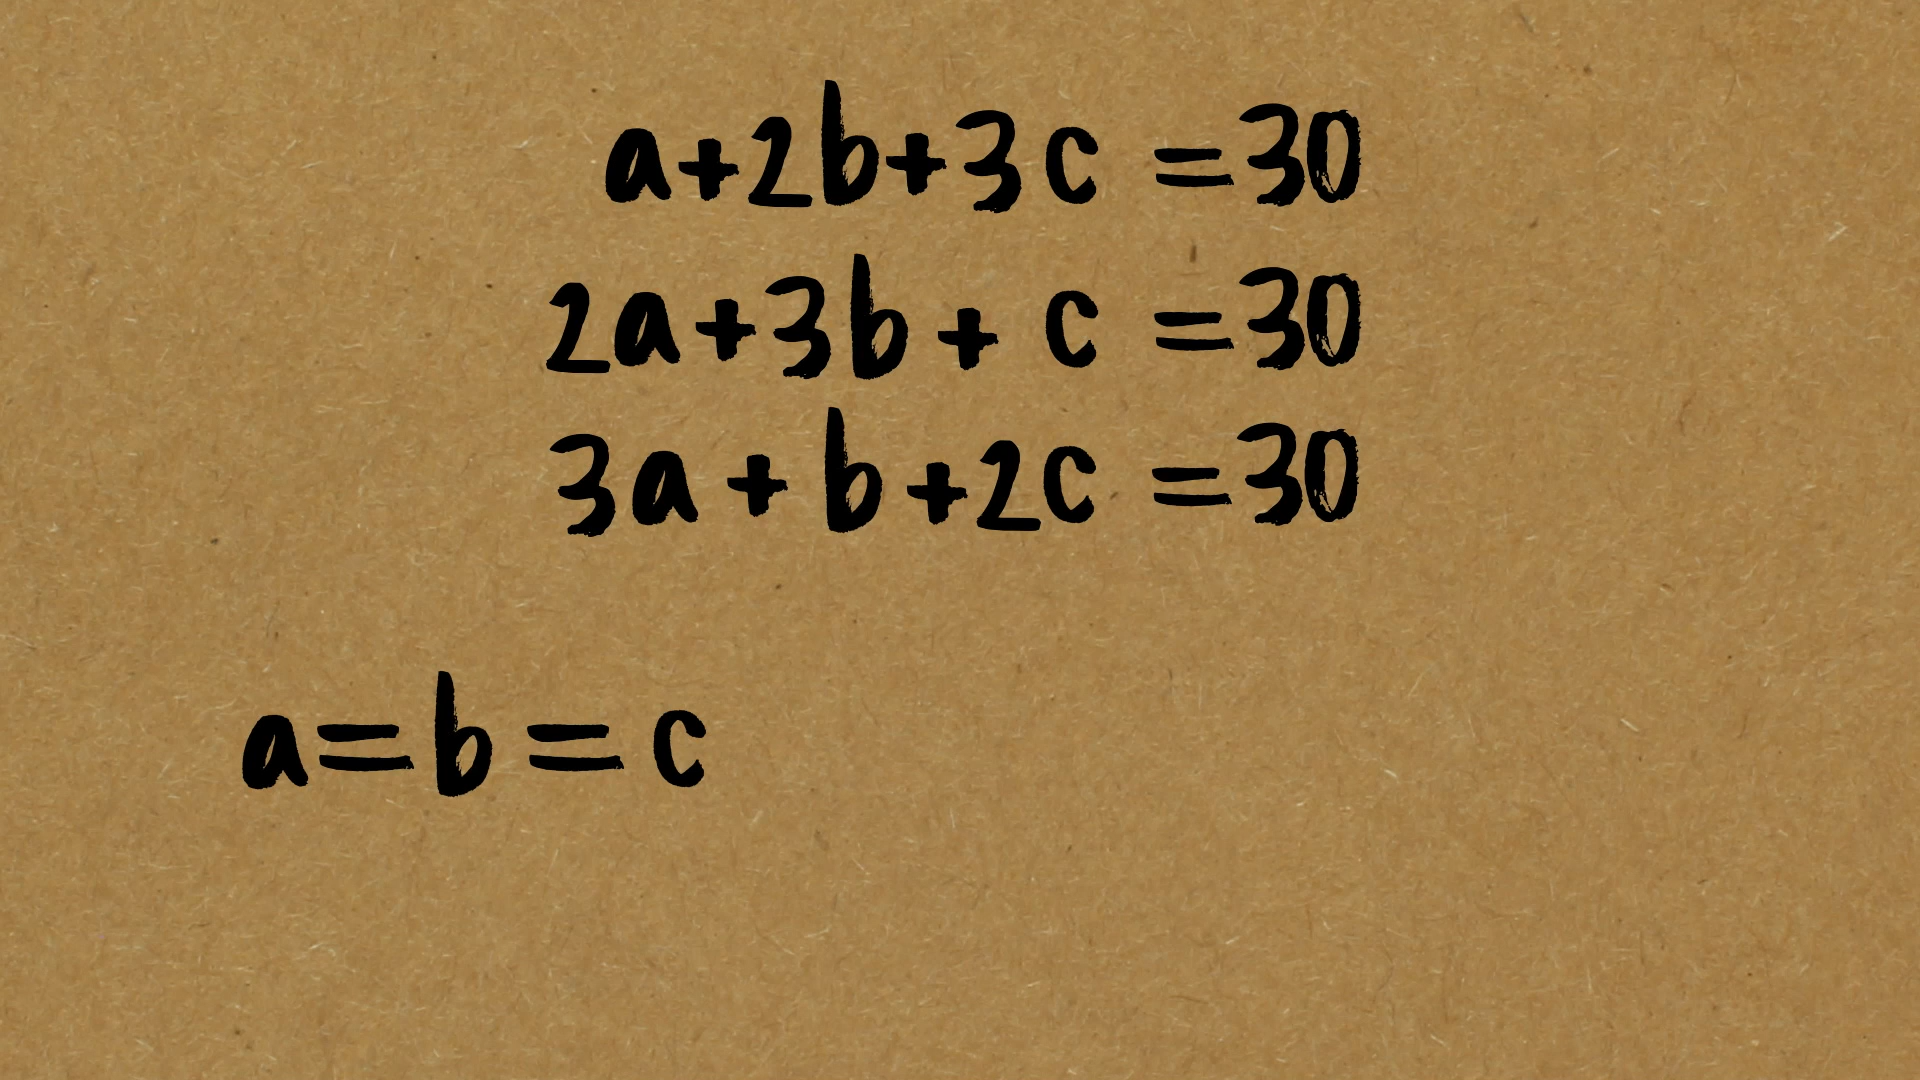 a+2b+3c =30
2a+3b + c =30
3a + b +2c =30
a=b=c